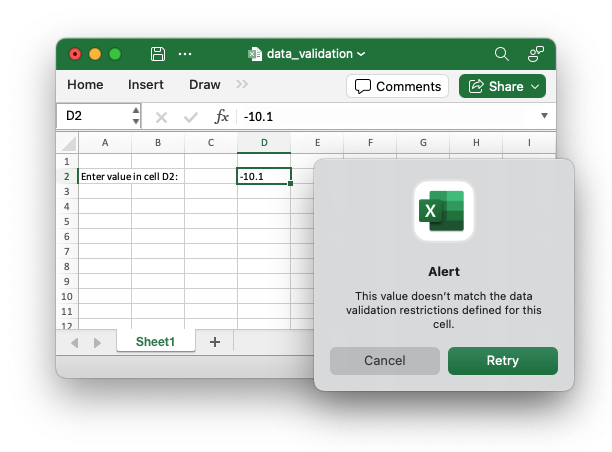 data_validation
Home Insert Draw Comments Share
D2 fx -10.1
A B C D E F G H I
1
2 Enter value in cell D2: -10.1
3
4
5
6
7
8
9
10
11
12
Sheet1 +
X
Alert
This value doesn't match the data
validation restrictions defined for this
cell.
Cancel Retry